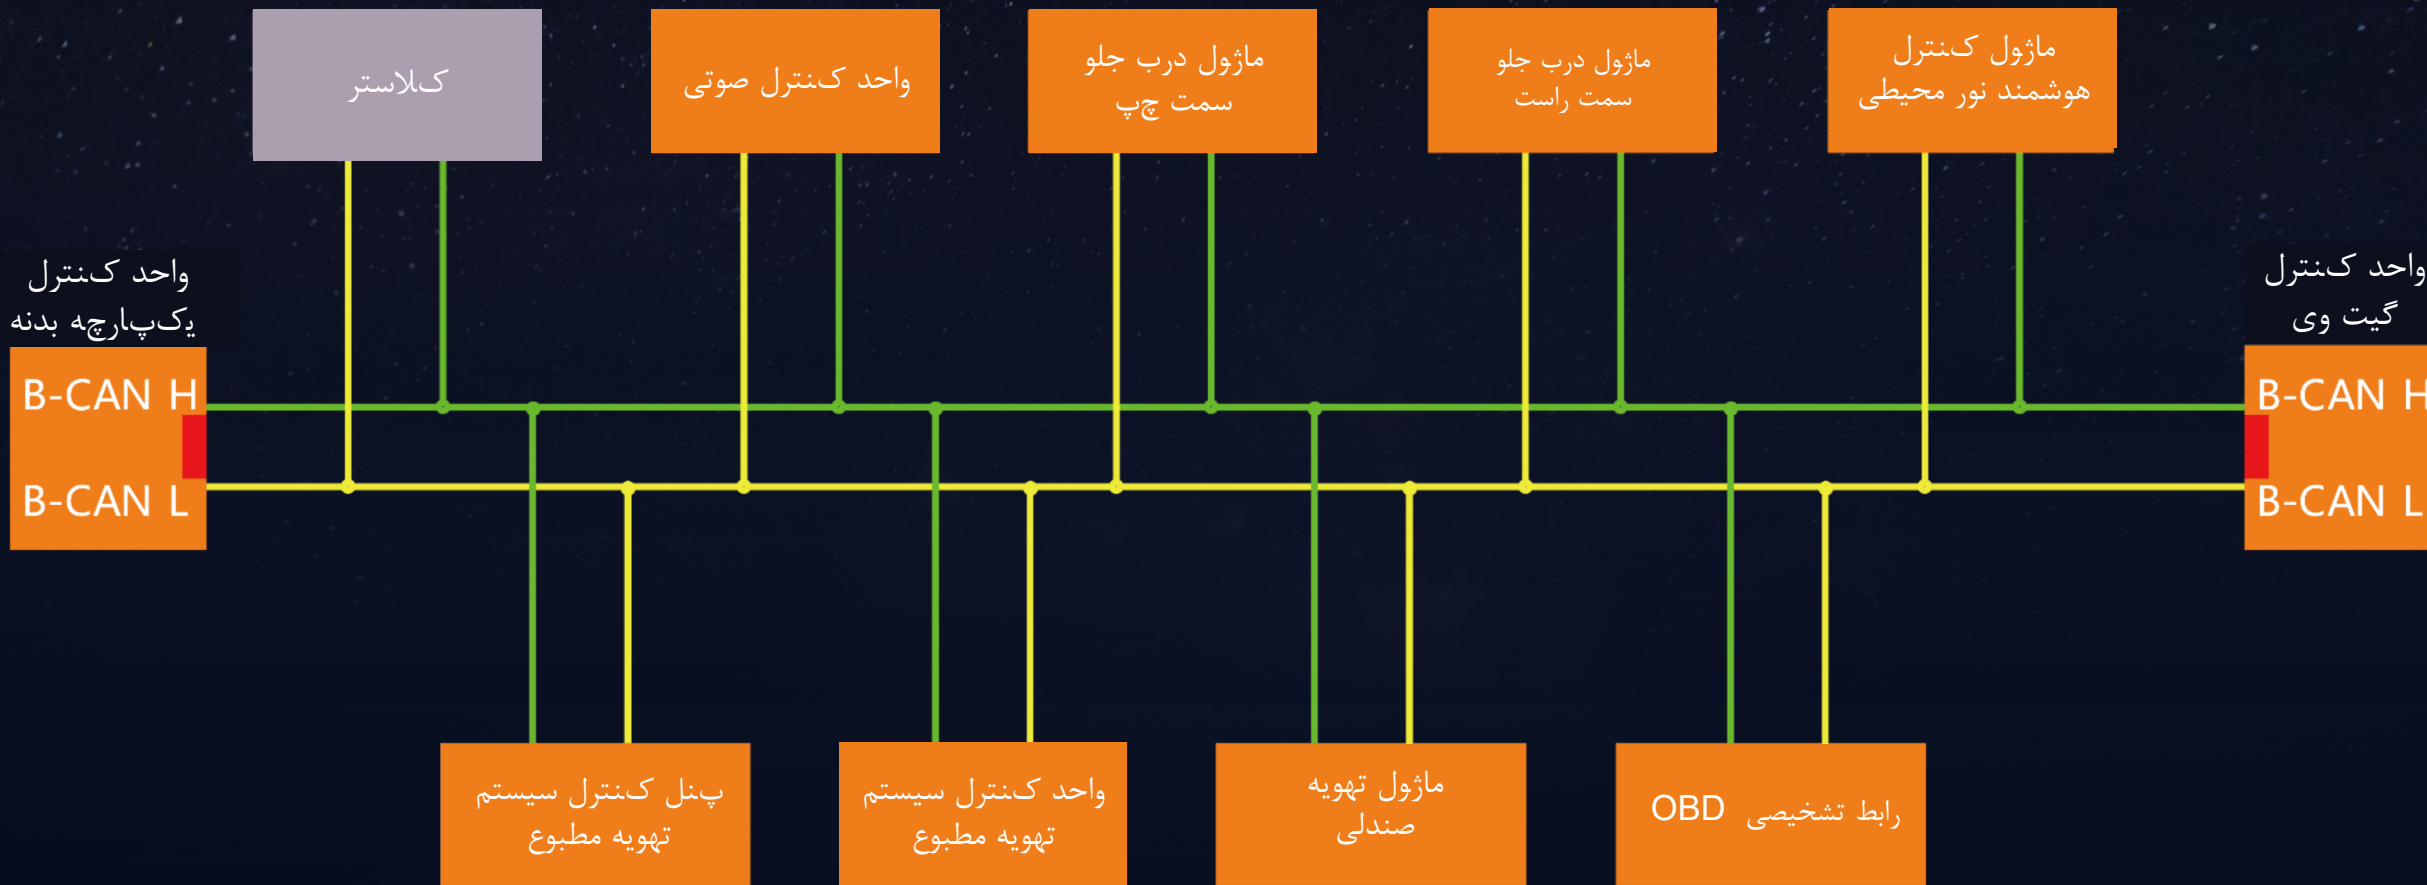 کلاستر
واحد کنترل صوتی
ماژول درب جلو
سمت چپ
ماژول درب جلو
سمت راست
ماژول کنترل
هوشمند نور محیطی
واحد کنترل
یکپارچه بدنه
B-CAN H
B-CAN L
واحد کنترل
گیت وی
B-CAN H
B-CAN L
پنل کنترل سیستم
تهویه مطبوع
واحد کنترل سیستم
تهویه مطبوع
ماژول تهویه
صندلی
رابط تشخیصی OBD